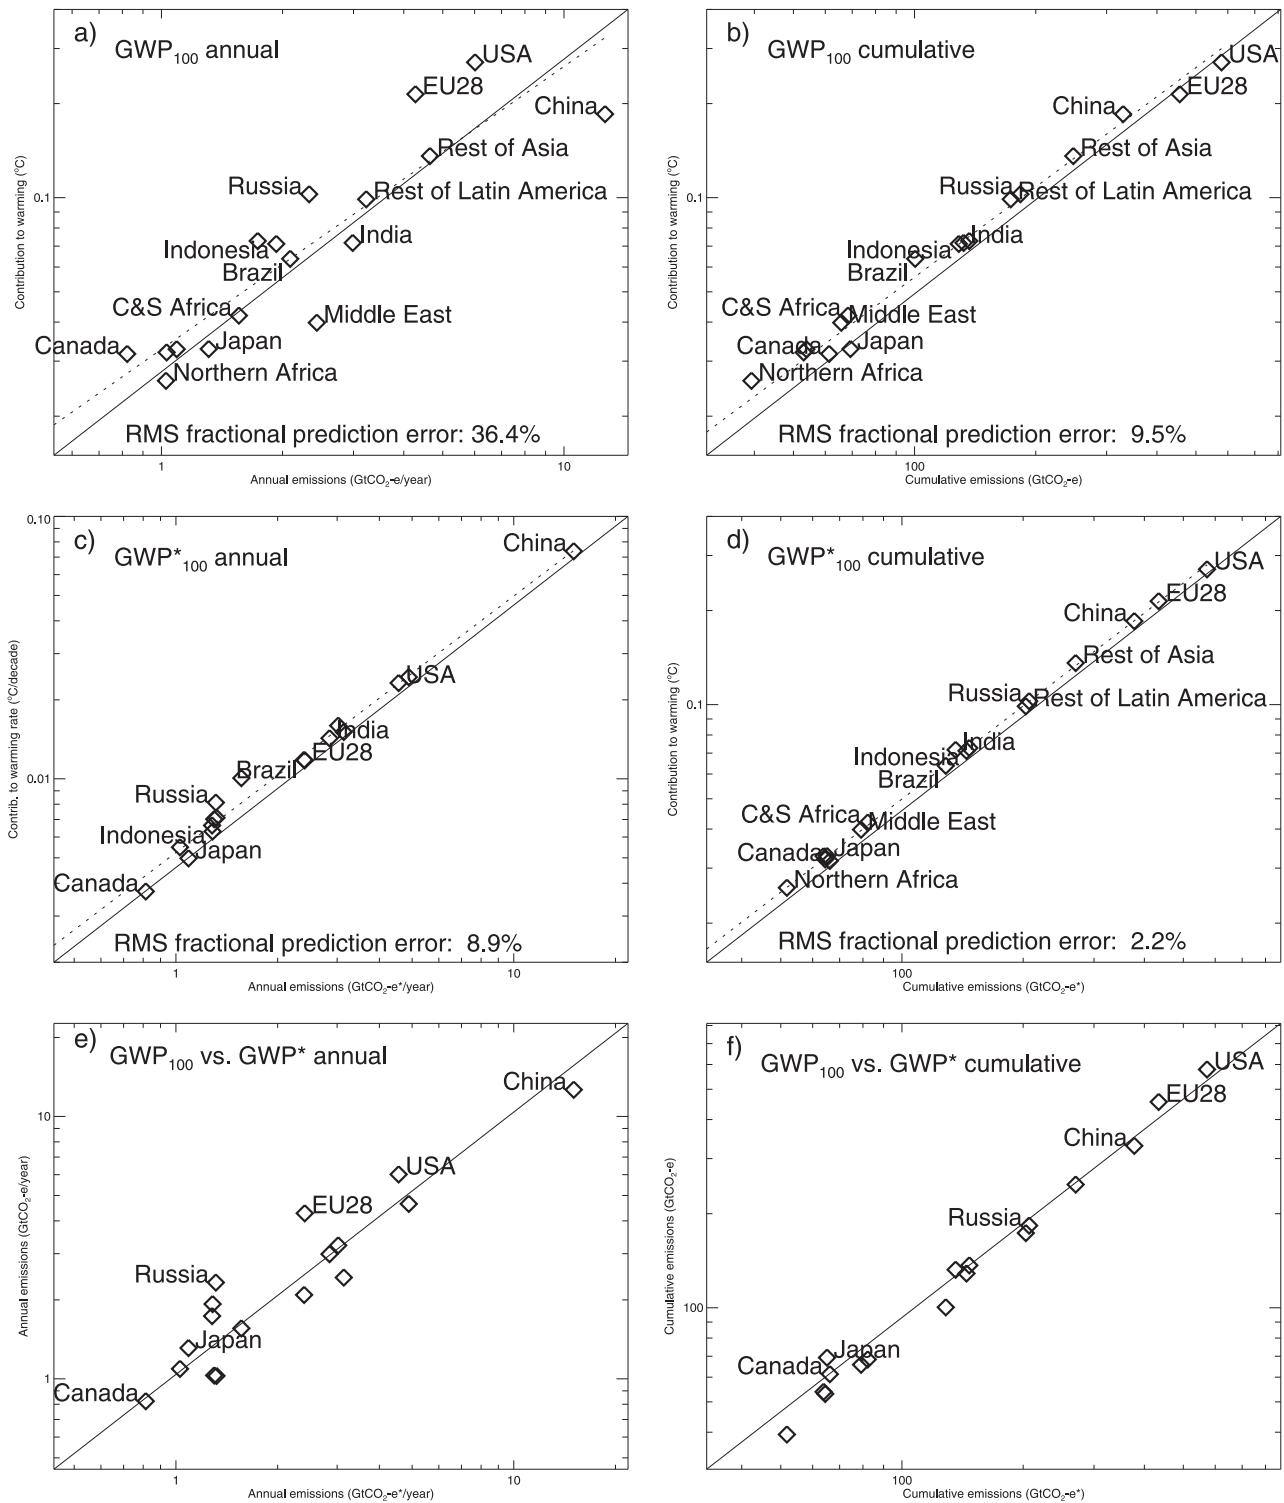 a)
GWP100 annual
USA
EU28
China
Rest of Asia
Russia
Rest of Latin America
India
Indonesia
Brazil
C&S Africa
Middle East
Canada
Japan
Northern Africa
RMS fractional prediction error: 36.4%
0.1
Contribution to warming (°C)
1
10
Annual emissions (GtCO2-e/year)
b)
GWP100 cumulative
USA
EU28
China
Rest of Asia
Russia
Rest of Latin America
India
Indonesia
Brazil
C&S Africa
Middle East
Canada
Japan
Northern Africa
RMS fractional prediction error: 9.5%
0.1
Contribution to warming (°C)
100
Cumulative emissions (GtCO2-e)
c)
GWP*100 annual
China
USA
India
EU28
Brazil
Russia
Indonesia
Japan
Canada
RMS fractional prediction error: 8.9%
0.10
0.01
Contrib. to warming rate (°C/decade)
1
10
Annual emissions (GtCO2-e*/year)
d)
GWP*100 cumulative
USA
EU28
China
Rest of Asia
Russia
Rest of Latin America
India
Indonesia
Brazil
C&S Africa
Middle East
Canada
Japan
Northern Africa
RMS fractional prediction error: 2.2%
0.1
Contribution to warming (°C)
100
Cumulative emissions (GtCO2-e*)
e)
GWP100 vs. GWP* annual
China
USA
EU28
Russia
Japan
Canada
10
1
Annual emissions (GtCO2-e/year)
1
10
Annual emissions (GtCO2-e*/year)
f)
GWP100 vs. GWP* cumulative
USA
EU28
China
Russia
Japan
Canada
100
Cumulative emissions (GtCO2-e)
100
Cumulative emissions (GtCO2-e*)